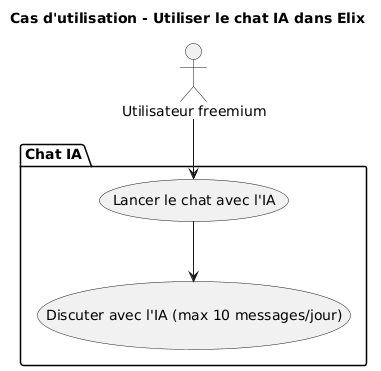 Cas d'utilisation - Utiliser le chat IA dans Elix
Utilisateur freemium
Chat IA
Lancer le chat avec l'IA
Discuter avec l'IA (max 10 messages/jour)